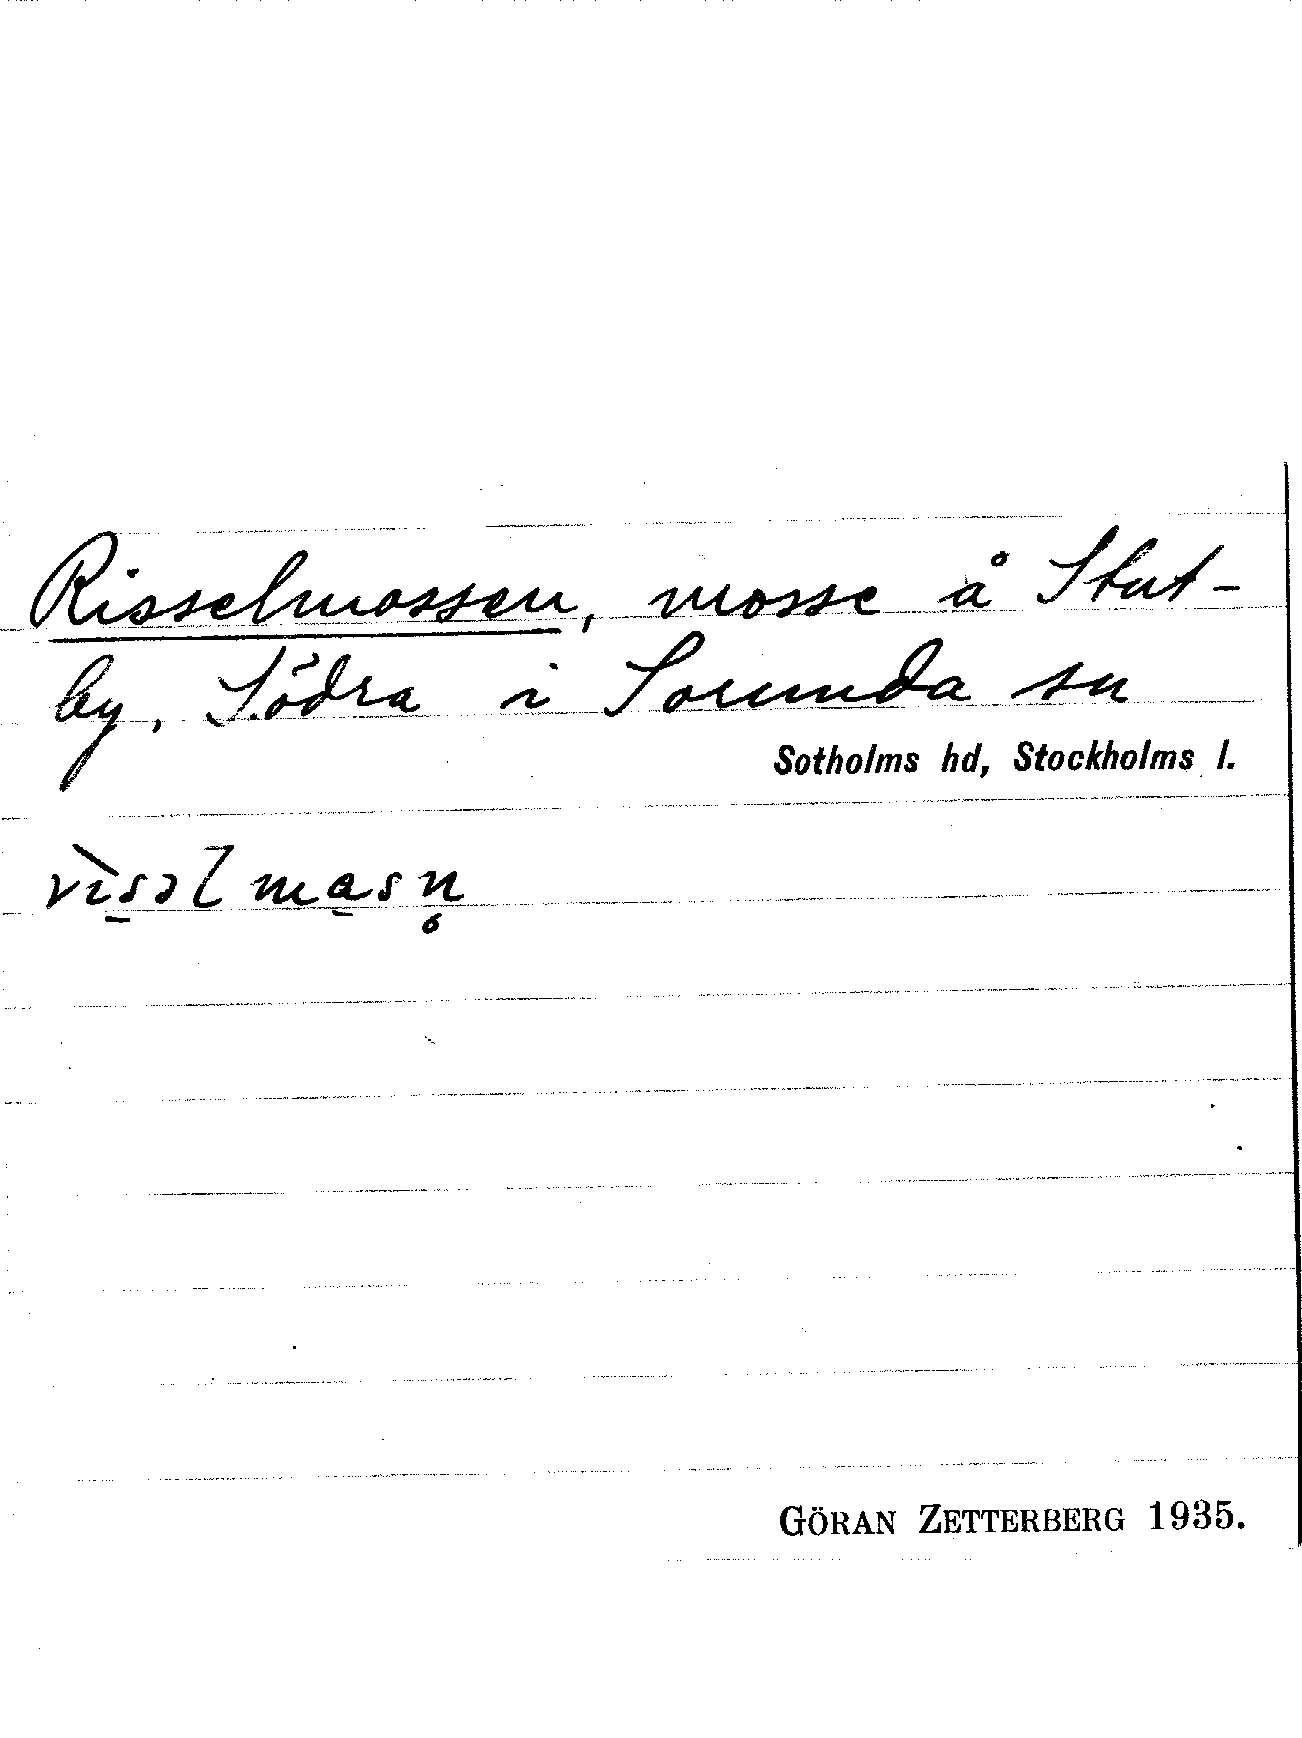 Risselmossen, mosse å Stut-
by, Södra i Sorunda sn
Sotholms hd, Stockholms l.
GÖRAN ZETTERBERG 1935.